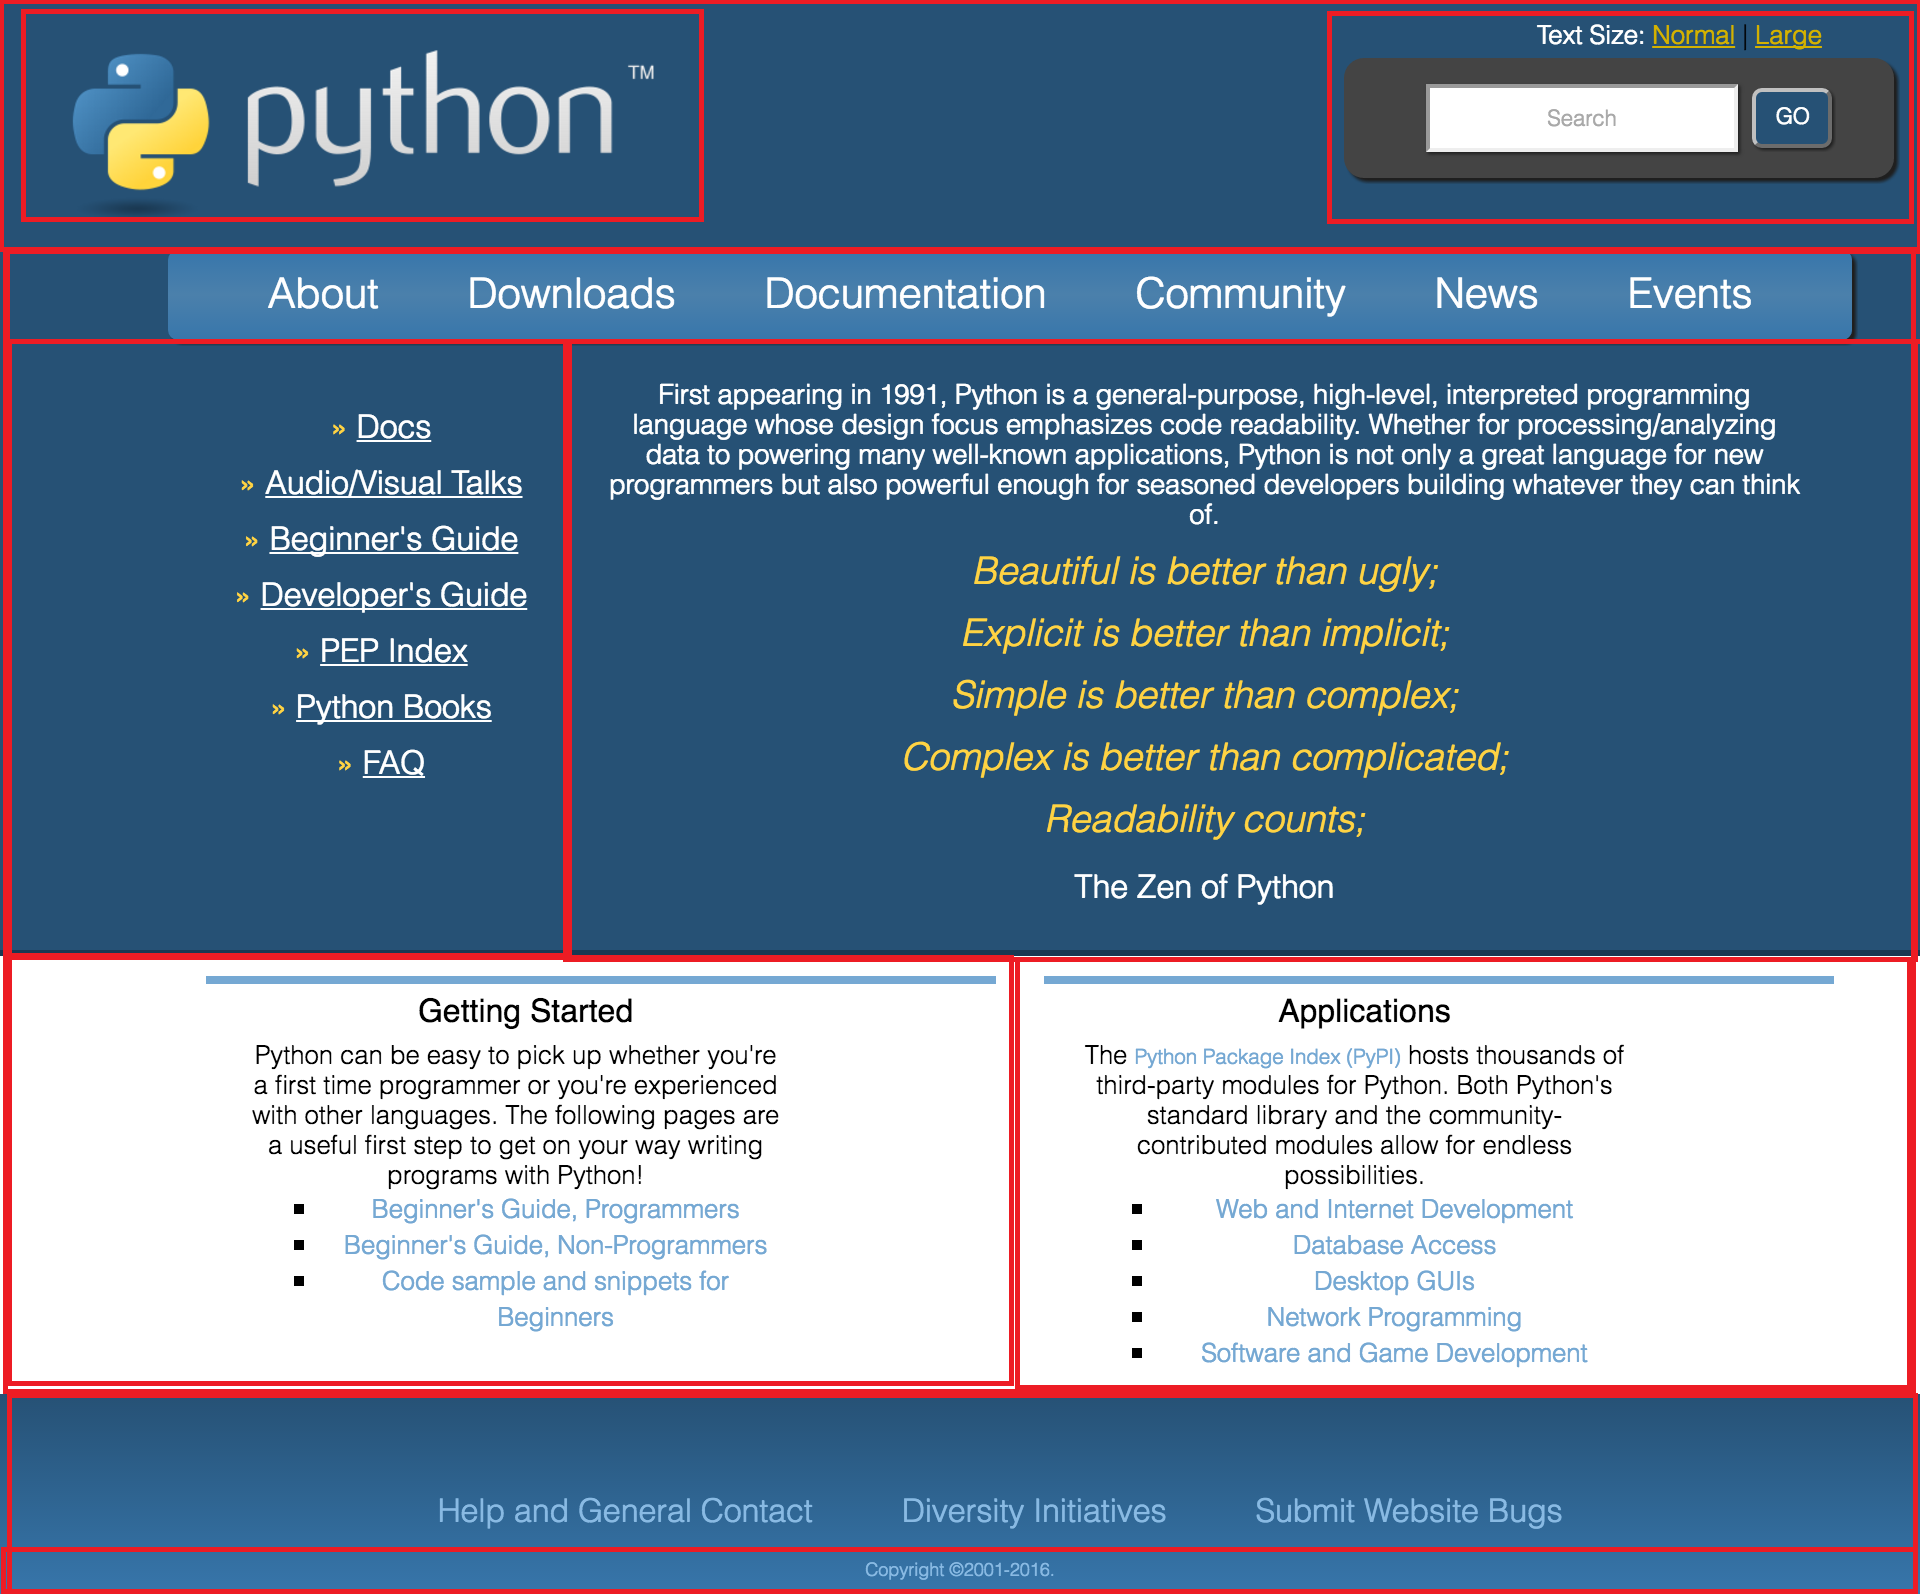 python™
Text Size: Normal | Large
Search GO
About Downloads Documentation Community News Events
» Docs
» Audio/Visual Talks
» Beginner's Guide
» Developer's Guide
» PEP Index
» Python Books
» FAQ
First appearing in 1991, Python is a general-purpose, high-level, interpreted programming
language whose design focus emphasizes code readability. Whether for processing/analyzing
data to powering many well-known applications, Python is not only a great language for new
programmers but also powerful enough for seasoned developers building whatever they can think
of.
Beautiful is better than ugly;
Explicit is better than implicit;
Simple is better than complex;
Complex is better than complicated;
Readability counts;
The Zen of Python
Getting Started
Python can be easy to pick up whether you're
a first time programmer or you're experienced
with other languages. The following pages are
a useful first step to get on your way writing
programs with Python!
Beginner's Guide, Programmers
Beginner's Guide, Non-Programmers
Code sample and snippets for
Beginners
Applications
The Python Package Index (PyPI) hosts thousands of
third-party modules for Python. Both Python's
standard library and the community-
contributed modules allow for endless
possibilities.
Web and Internet Development
Database Access
Desktop GUIs
Network Programming
Software and Game Development
Help and General Contact Diversity Initiatives Submit Website Bugs
Copyright ©2001-2016.